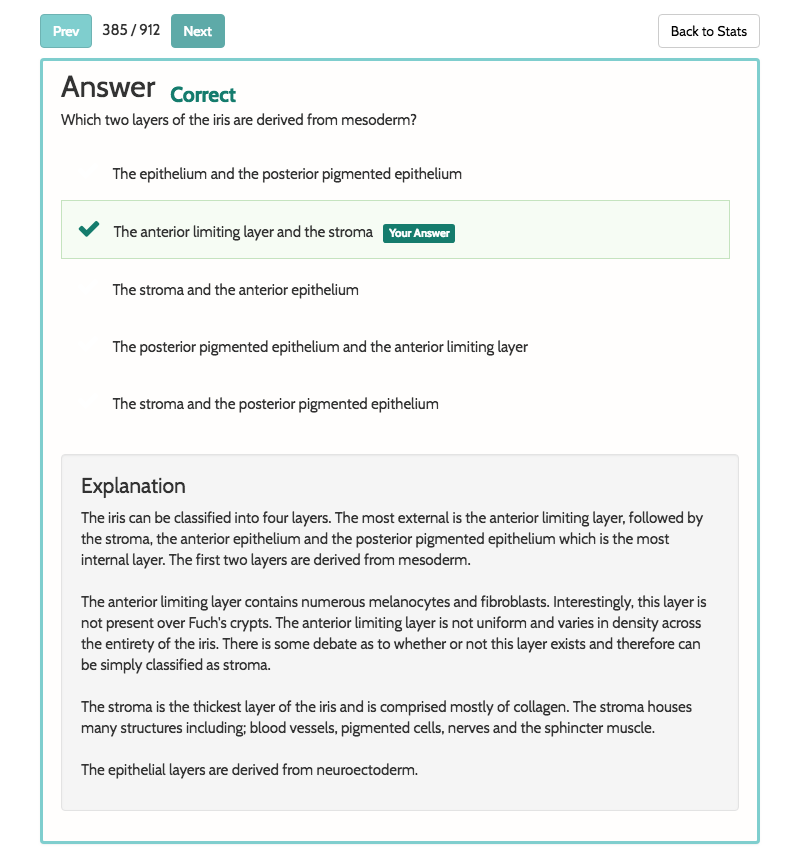 Prev 385 / 912 Next Back to Stats
Answer Correct
Which two layers of the iris are derived from mesoderm?
The epithelium and the posterior pigmented epithelium
The anterior limiting layer and the stroma Your Answer
The stroma and the anterior epithelium
The posterior pigmented epithelium and the anterior limiting layer
The stroma and the posterior pigmented epithelium
Explanation
The iris can be classified into four layers. The most external is the anterior limiting layer, followed by
the stroma, the anterior epithelium and the posterior pigmented epithelium which is the most
internal layer. The first two layers are derived from mesoderm.
The anterior limiting layer contains numerous melanocytes and fibroblasts. Interestingly, this layer is
not present over Fuch's crypts. The anterior limiting layer is not uniform and varies in density across
the entirety of the iris. There is some debate as to whether or not this layer exists and therefore can
be simply classified as stroma.
The stroma is the thickest layer of the iris and is comprised mostly of collagen. The stroma houses
many structures including; blood vessels, pigmented cells, nerves and the sphincter muscle.
The epithelial layers are derived from neuroectoderm.